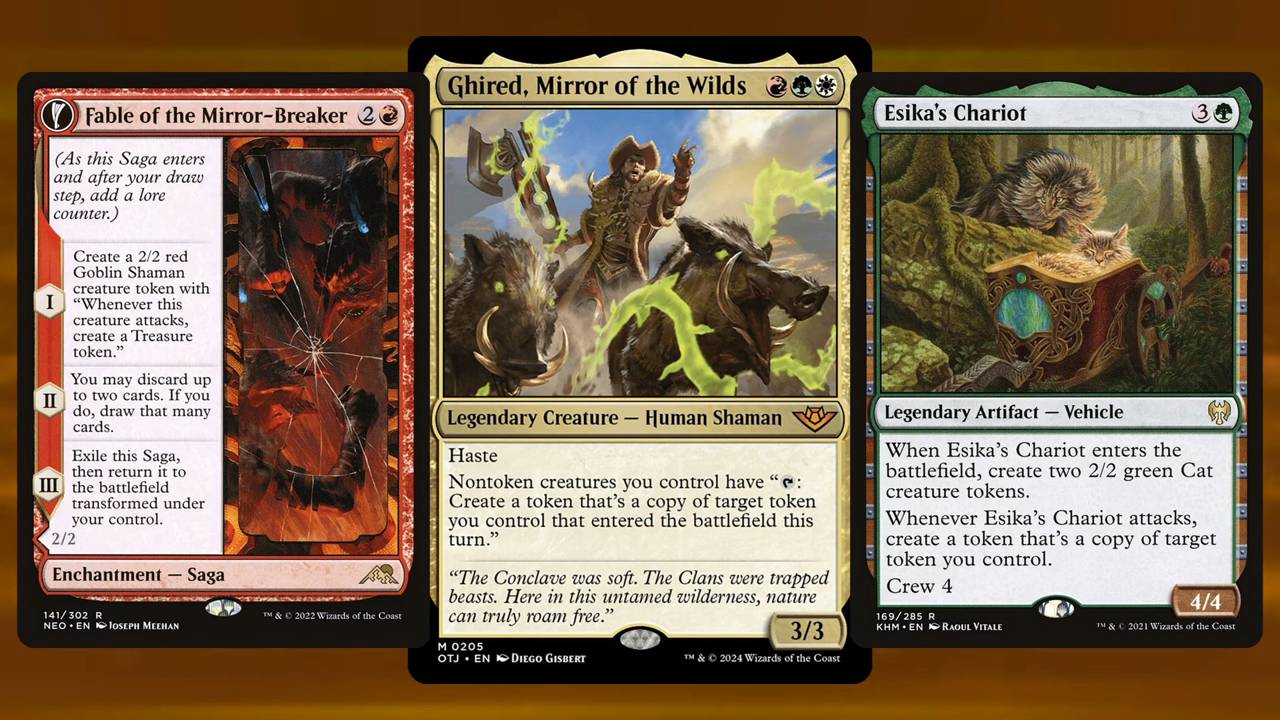 Fable of the Mirror-Breaker 2
(As this Saga enters
and after your draw
step, add a lore
counter.)
I
Create a 2/2 red
Goblin Shaman
creature token with
“Whenever this
creature attacks,
create a Treasure
token.”
II
You may discard up
to two cards. If you
do, draw that many
cards.
III
Exile this Saga,
then return it to
the battlefield
transformed under
your control.
2/2
Enchantment — Saga
141/302 R
NEO • EN Joseph Meehan
™ & © 2022 Wizards of the Coast
Ghired, Mirror of the Wilds
Legendary Creature — Human Shaman
Haste
Nontoken creatures you control have “ :
Create a token that’s a copy of target token
you control that entered the battlefield this
turn.”
“The Conclave was soft. The Clans were trapped
beasts. Here in this untamed wilderness, nature
can truly roam free.”
3/3
M 0205
OTJ • EN Diego Gisbert
™ & © 2024 Wizards of the Coast
Esika’s Chariot 3
Legendary Artifact — Vehicle
When Esika’s Chariot enters the
battlefield, create two 2/2 green Cat
creature tokens.
Whenever Esika’s Chariot attacks,
create a token that’s a copy of target
token you control.
Crew 4
4/4
169/285 R
KHM • EN Raoul Vitale
™ & © 2021 Wizards of the Coast